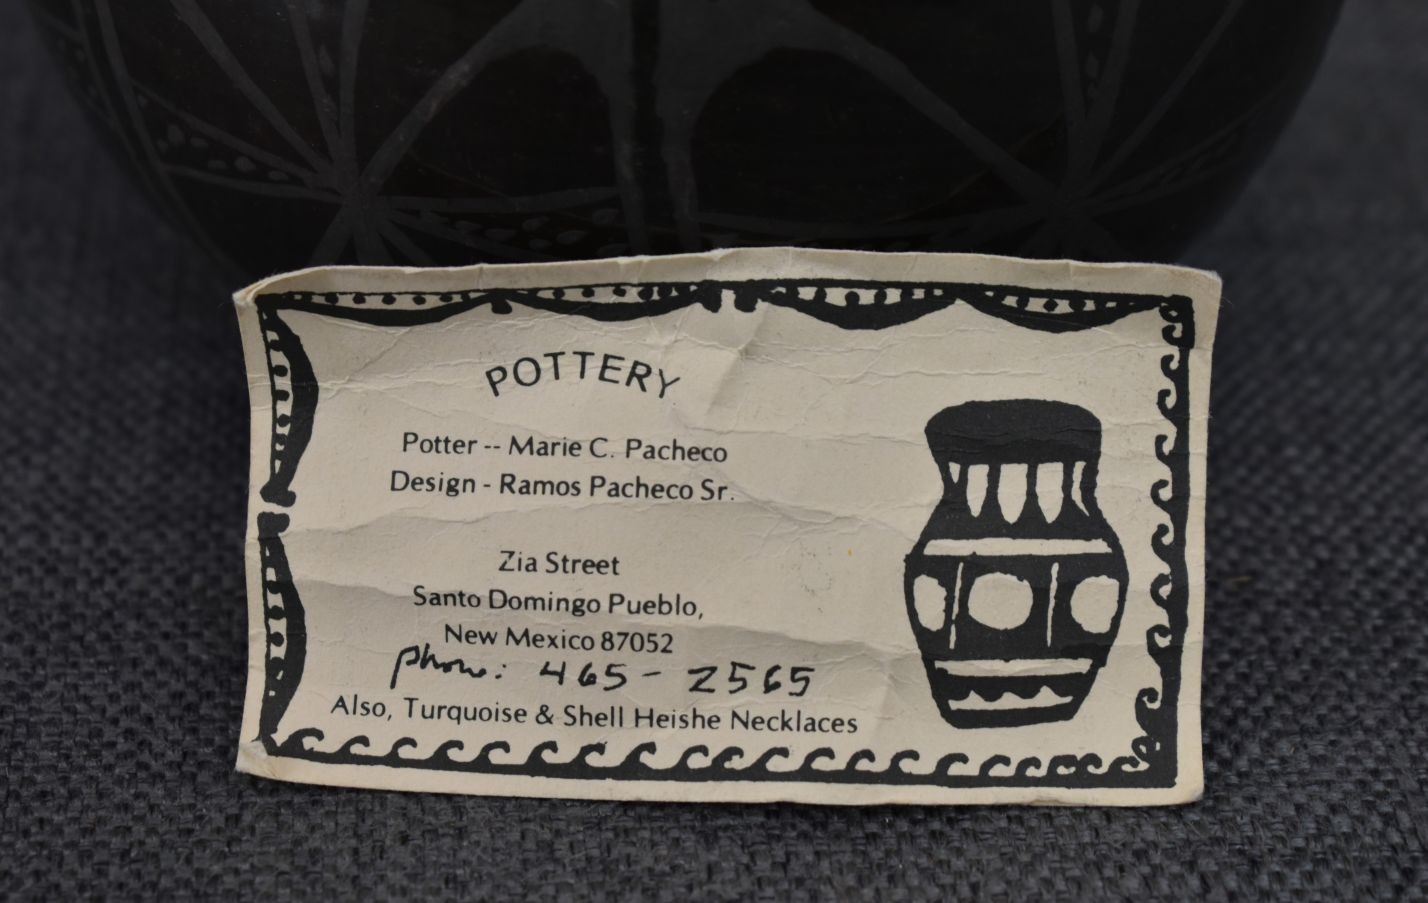 POTTERY
Potter -- Marie C. Pacheco
Design - Ramos Pacheco Sr.
Zia Street
Santo Domingo Pueblo,
New Mexico 87052
phone: 465-2565
Also, Turquoise & Shell Heishe Necklaces